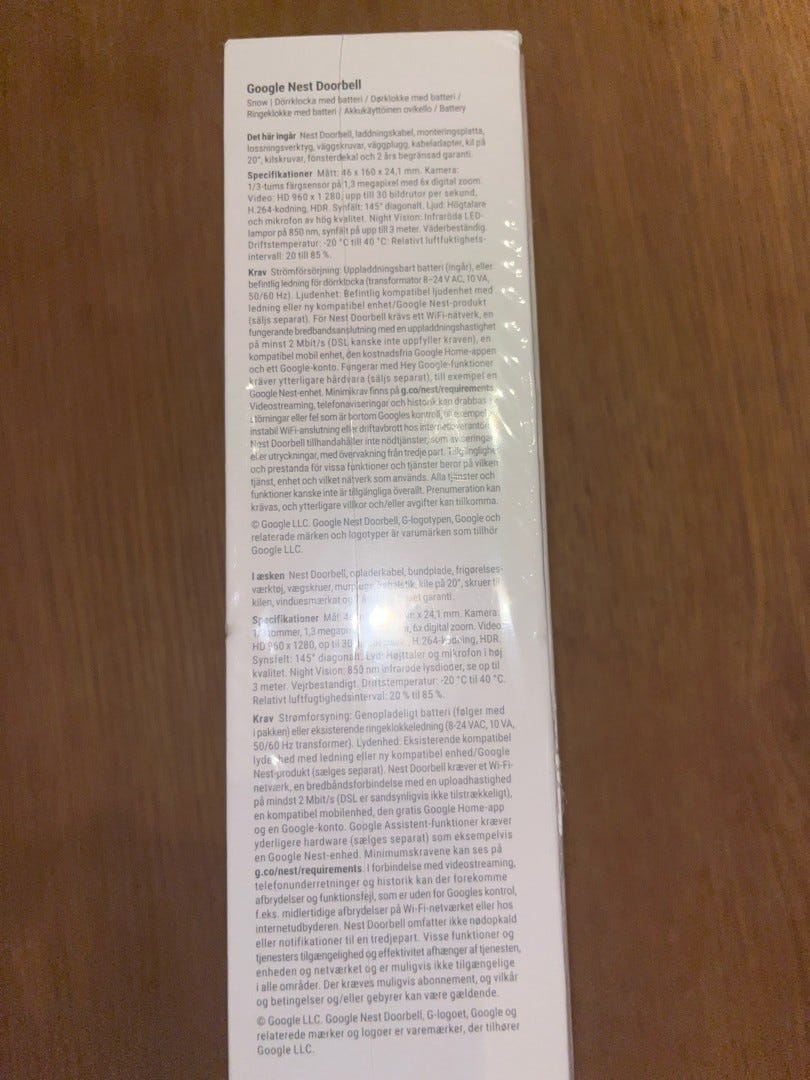 Google Nest Doorbell
Snow | Dörrklocka med batteri / Dørklokke med batteri /
Ringeklokke med batteri / Akkukäyttöinen ovikello / Battery
Det här ingår Nest Doorbell, laddningskabel, monteringsplatta,
lossningsverktyg, väggskruvar, väggplugg, kabeladapter, kil på
20°, kilskruvar, fönsterdekal och 2 års begränsad garanti.
Specifikationer Mått: 46 x 160 x 24,1 mm. Kamera:
1/3-tums färgsensor på 1,3 megapixel med 6x digital zoom.
Video: HD 960 x 1 280, upp till 30 bildrutor per sekund,
H.264-kodning, HDR. Synfält: 145° diagonalt. Ljud: Högtalare
och mikrofon av hög kvalitet. Night Vision: Infraröda LED-
lampor på 850 nm, synfält på upp till 3 meter. Väderbeständig.
Driftstemperatur: -20 °C till 40 °C: Relativt luftfuktighets-
intervall: 20 till 85 %.
Krav Strömförsörjning: Uppladdningsbart batteri (ingår), eller
befintlig ledning för dörrklocka (transformator 8–24 V AC, 10 VA,
50/60 Hz). Ljudenhet: Befintlig kompatibel ljudenhet med
ledning eller ny kompatibel enhet/Google Nest-produkt
(säljs separat). För Nest Doorbell krävs ett WiFi-nätverk, en
fungerande bredbandsanslutning med en uppladdningshastighet
på minst 2 Mbit/s (DSL kanske inte uppfyller kraven), en
kompatibel mobil enhet, den kostnadsfria Google Home-appen
och ett Google-konto. Fungerar med Hey Google-funktioner
kräver ytterligare hårdvara (säljs separat), till exempel en
Google Nest-enhet. Minimikrav finns på g.co/nest/requirements.
Videostreaming, telefonaviseringar och historik kan drabbas
störningar eller fel som är bortom Googles kontroll, till exempel
instabil WiFi-anslutning eller driftavbrott hos internetleverantör
Nest Doorbell tillhandahåller inte nödtjänster, som aviseringar
eller utryckningar, med övervakning från tredje part. Tillgänglighet
och prestanda för vissa funktioner och tjänster beror på vilken
tjänst, enhet och vilket nätverk som används. Alla tjänster och
funktioner kanske inte är tillgängliga överallt. Prenumeration kan
krävas, och ytterligare villkor och/eller avgifter kan tillkomma.
© Google LLC. Google Nest Doorbell, G-logotypen, Google och
relaterade märken och logotyper är varumärken som tillhör
Google LLC.
I æsken Nest Doorbell, opladerkabel, bundplade, frigørelses-
værktøj, vægskruer, kile på 20°, skruer til
kilen, vinduesmærkat og garanti.
Specifikationer Mål: x 24,1 mm. Kamera:
1,3 6x digital zoom. Video:
HD 960 x 1280, op til 30 H.264-kodning, HDR.
Synsfelt: 145° diagonalt. Lyd: Højttaler og mikrofon i høj
kvalitet. Night Vision: 850 nm infrarøde lysdioder, se op til
3 meter. Vejrbestandigt. Driftstemperatur: -20 °C til 40 °C.
Relativt luftfugtighedsinterval: 20 % til 85 %.
Krav Strømforsyning: Genopladeligt batteri (følger med
i pakken) eller eksisterende ringeklokkeledning (8-24 VAC, 10 VA,
50/60 Hz transformer). Lydenhed: Eksisterende kompatibel
lydenhed med ledning eller ny kompatibel enhed/Google
Nest-produkt (sælges separat). Nest Doorbell kræver et Wi-Fi-
netværk, en bredbåndsforbindelse med en uploadhastighed
på mindst 2 Mbit/s (DSL er sandsynligvis ikke tilstrækkeligt),
en kompatibel mobilenhed, den gratis Google Home-app
og en Google-konto. Google Assistent-funktioner kræver
yderligere hardware (sælges separat) som eksempelvis
en Google Nest-enhed. Minimumskravene kan ses på
g.co/nest/requirements. I forbindelse med videostreaming,
telefonunderretninger og historik kan der forekomme
afbrydelser og funktionsfejl, som er uden for Googles kontrol,
f.eks. midlertidige afbrydelser på Wi-Fi-netværket eller hos
internetudbyderen. Nest Doorbell omfatter ikke nødopkald
eller notifikationer til en tredjepart. Visse funktioner og
tjenesters tilgængelighed og effektivitet afhænger af tjenesten,
enheden og netværket og er muligvis ikke tilgængelige
i alle områder. Der kræves muligvis abonnement, og vilkår
og betingelser og/eller gebyrer kan være gældende.
© Google LLC. Google Nest Doorbell, G-logoet, Google og
relaterede mærker og logoer er varemærker, der tilhører
Google LLC.